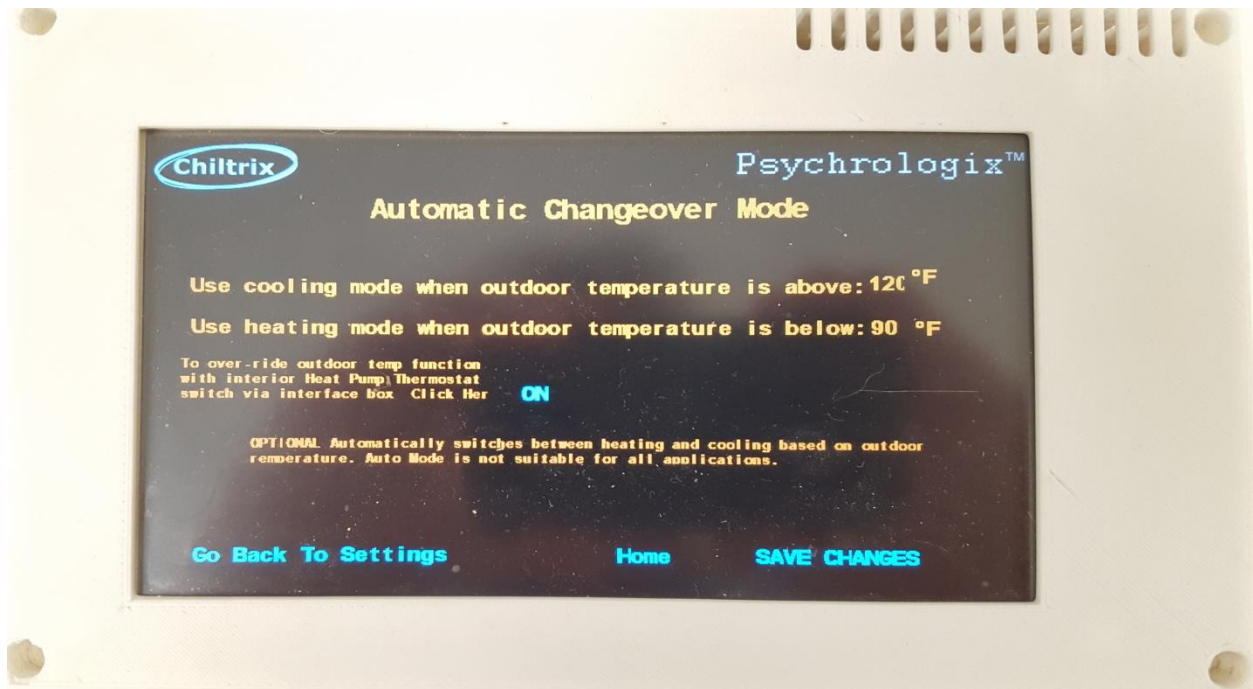 Chiltrix
Psychrologix™
Automatic Changeover Mode
Use cooling mode when outdoor temperature is above: 120 °F
Use heating mode when outdoor temperature is below: 90 °F
To over-ride outdoor temp function
with interior Heat Pump Thermostat
switch via interface box Click Her
ON
OPTIONAL Automatically switches between heating and cooling based on outdoor
remperature. Auto Mode is not suitable for all applications.
Go Back To Settings
Home
SAVE CHANGES